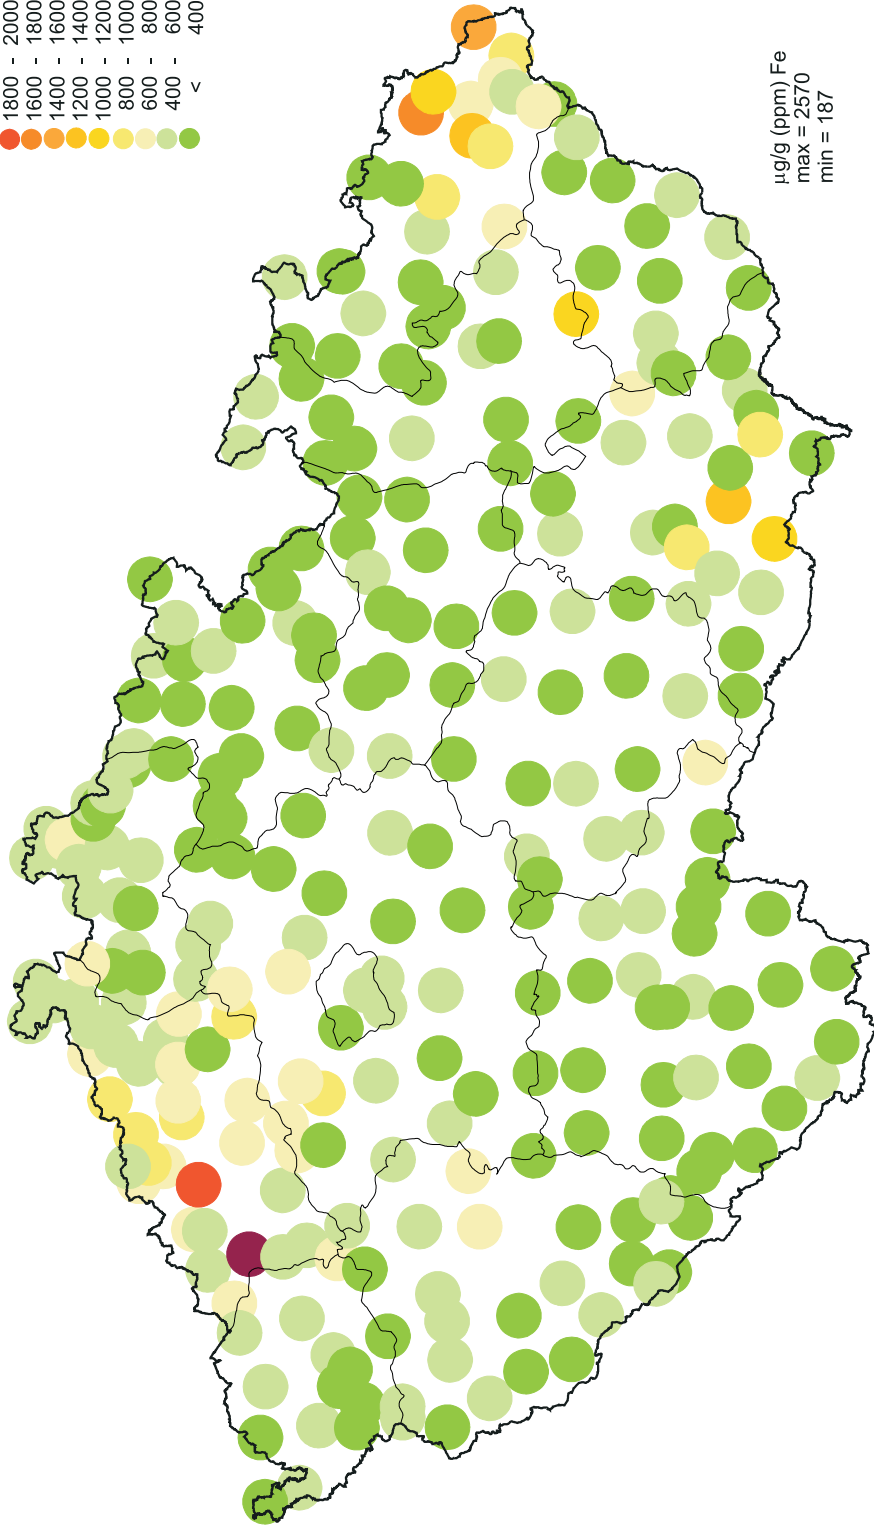 1800 - 2000
1600 - 1800
1400 - 1600
1200 - 1400
1000 - 1200
800 - 1000
600 - 800
400 - 600
< 400
µg/g (ppm) Fe
max = 2570
min = 187